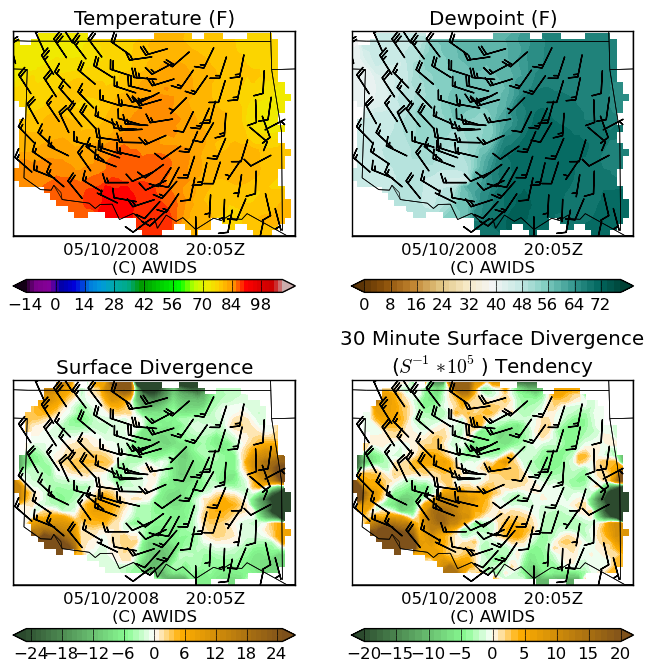 Temperature (F)
Dewpoint (F)
05/10/2008 20:05Z
(C) AWIDS
05/10/2008 20:05Z
(C) AWIDS
−14 0 14 28 42 56 70 84 98
0 8 16 24 32 40 48 56 64 72
Surface Divergence
30 Minute Surface Divergence
(S⁻¹ *10⁵ ) Tendency
05/10/2008 20:05Z
(C) AWIDS
05/10/2008 20:05Z
(C) AWIDS
−24 −18 −12 −6 0 6 12 18 24
−20 −15 −10 −5 0 5 10 15 20